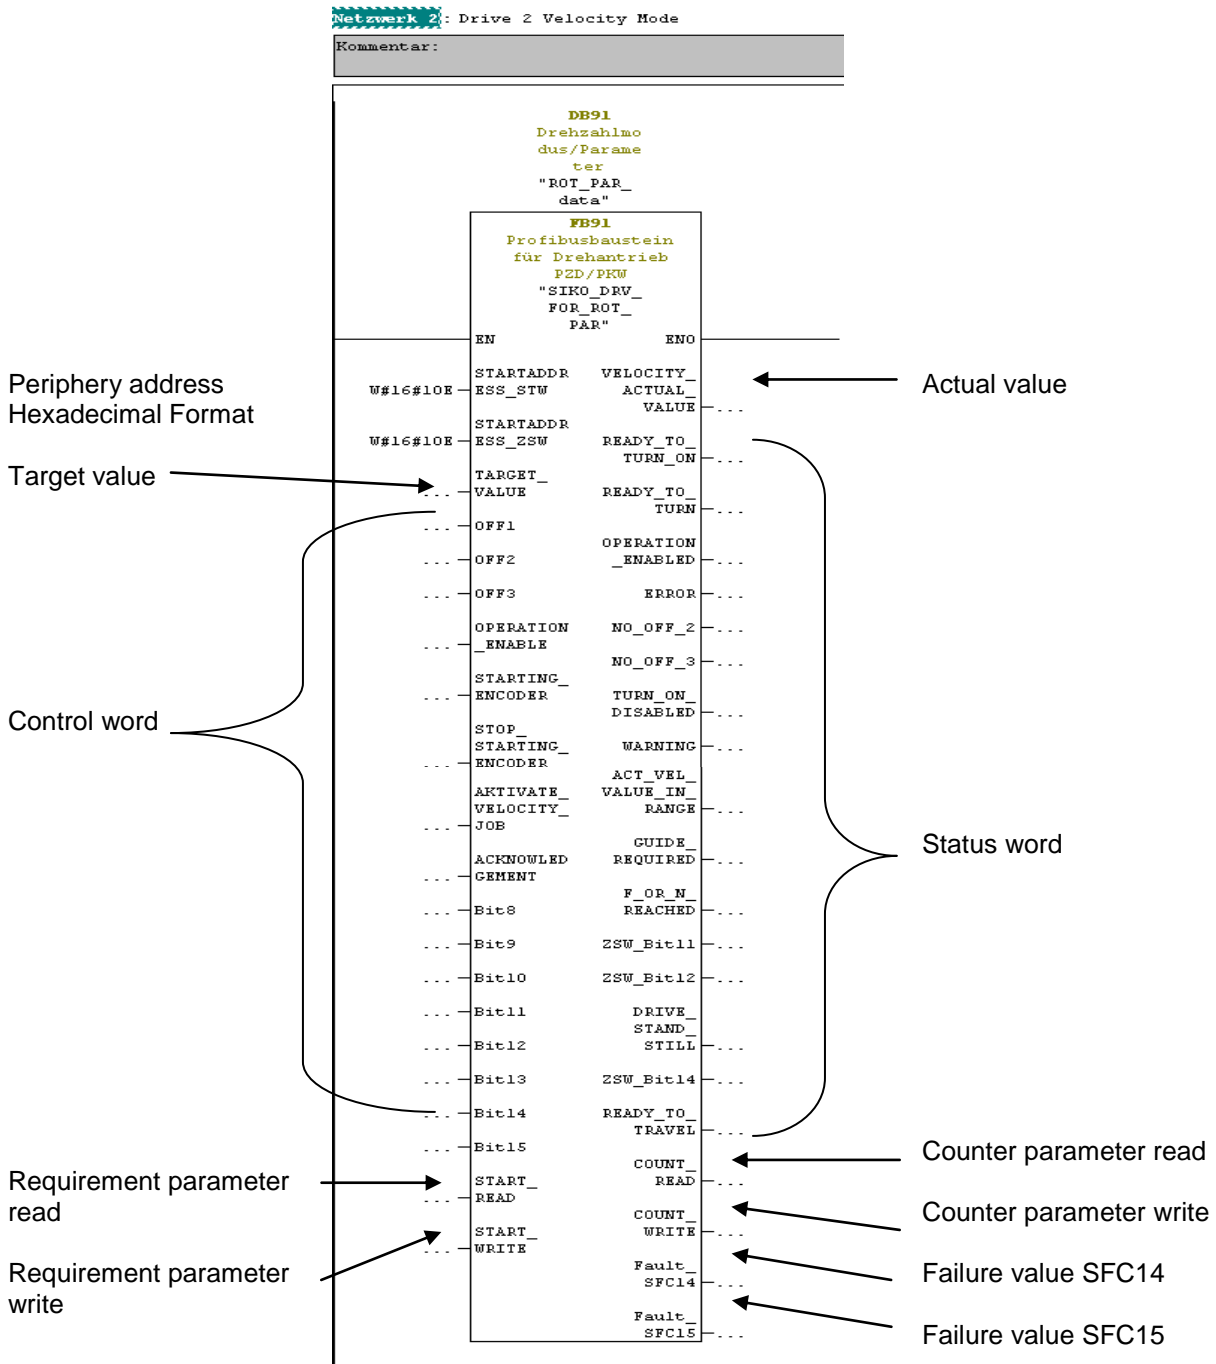 Netzwerk 2: Drive 2 Velocity Mode
Kommentar:
DB91
Drehzahlmo
dus/Parame
ter
"ROT_PAR_
data"
FB91
Profibusbaustein
für Drehantrieb
PZD/PKW
"SIKO_DRV_
FOR_ROT_
PAR"
EN
ENO
Periphery address
Hexadecimal Format
Target value
Control word
Requirement parameter
read
Requirement parameter
write
W#16#10E
STARTADDR
ESS_STW
W#16#10E
STARTADDR
ESS_ZSW
...
TARGET_
VALUE
...
OFF1
...
OFF2
...
OFF3
...
OPERATION
_ENABLE
...
STARTING_
ENCODER
...
STOP_
STARTING_
ENCODER
...
AKTIVATE_
VELOCITY_
JOB
...
ACKNOWLED
GEMENT
...
Bit8
...
Bit9
...
Bit10
...
Bit11
...
Bit12
...
Bit13
...
Bit14
...
Bit15
...
START_
READ
...
START_
WRITE
VELOCITY_
ACTUAL_
VALUE
...
READY_TO_
TURN_ON
...
READY_TO_
TURN
...
OPERATION
_ENABLED
...
ERROR
...
NO_OFF_2
...
NO_OFF_3
...
TURN_ON_
DISABLED
...
WARNING
...
ACT_VEL_
VALUE_IN_
RANGE
...
GUIDE_
REQUIRED
...
F_OR_N_
REACHED
...
ZSW_Bit11
...
ZSW_Bit12
...
DRIVE_
STAND_
STILL
...
ZSW_Bit14
...
READY_TO_
TRAVEL
...
COUNT_
READ
...
COUNT_
WRITE
...
Fault_
SFC14
...
Fault_
SFC15
...
Actual value
Status word
Counter parameter read
Counter parameter write
Failure value SFC14
Failure value SFC15